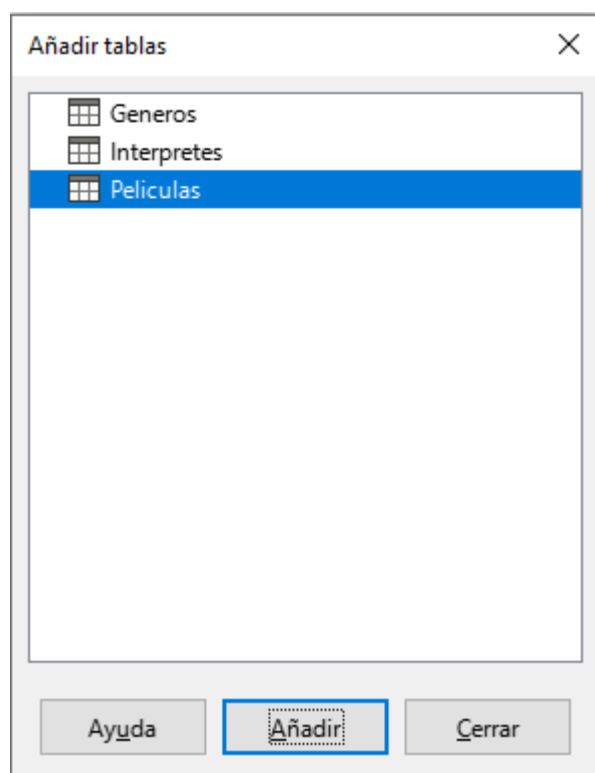 Añadir tablas
Generos
Interpretes
Peliculas
Ayuda
Añadir
Cerrar